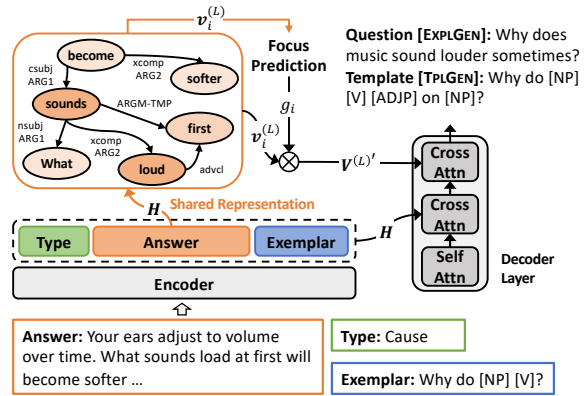 v_i^(L)
Focus
Prediction
g_i
v_i^(L)
V^(L)′
become
csubj
ARG1
xcomp
ARG2
softer
sounds
ARGM-TMP
first
nsubj
ARG1
xcomp
ARG2
What
loud
advcl
H
Shared Representation
Type
Answer
Exemplar
H
Encoder
Question [EXPLGEN]: Why does
music sound louder sometimes?
Template [TPLGEN]: Why do [NP]
[V] [ADJP] on [NP]?
Cross
Attn
Cross
Attn
Self
Attn
Decoder
Layer
Answer: Your ears adjust to volume
over time. What sounds load at first will
become softer …
Type: Cause
Exemplar: Why do [NP] [V]?